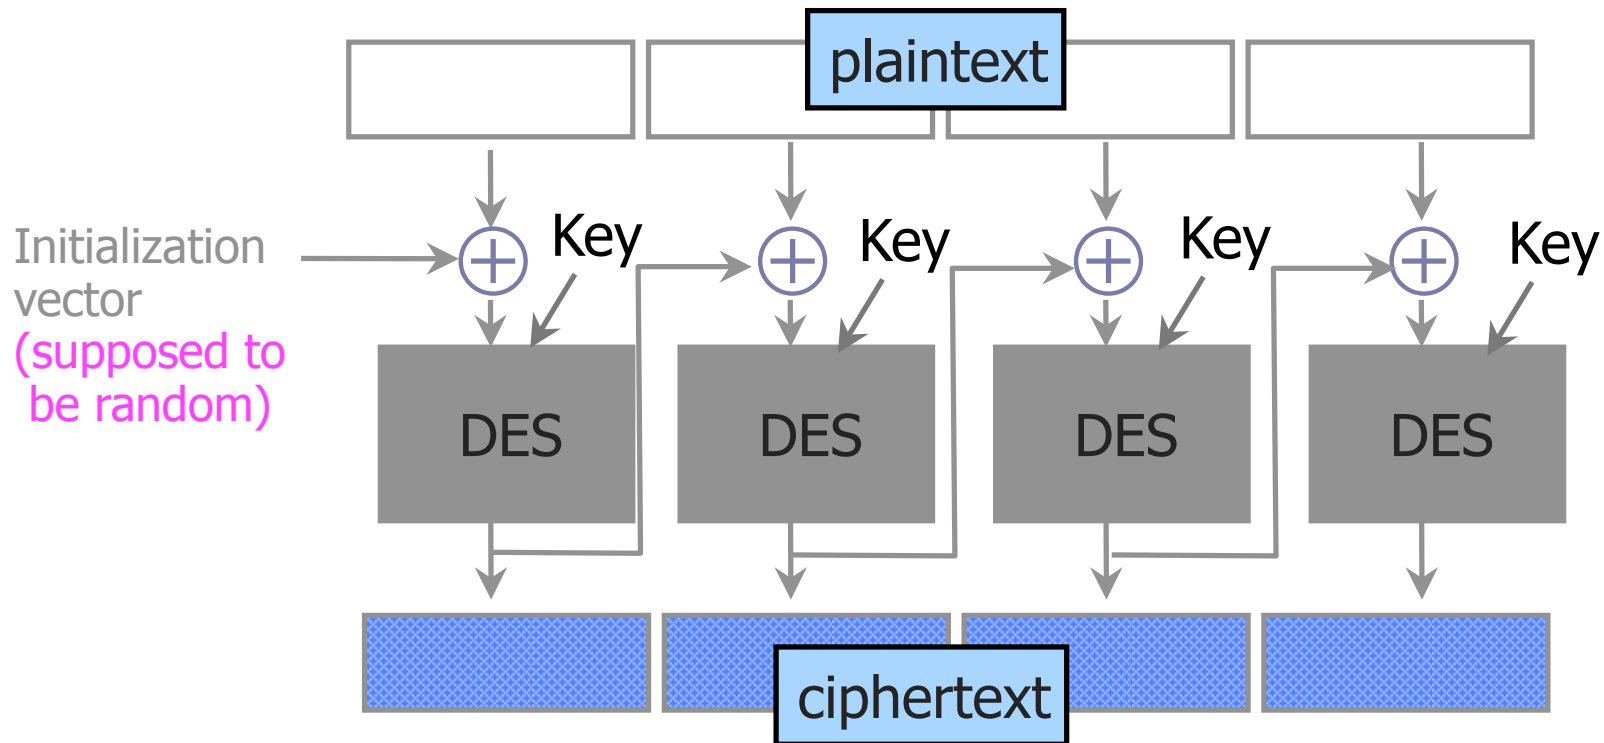 plaintext
Initialization
vector
(supposed to
be random)
Key
Key
Key
Key
DES
DES
DES
DES
ciphertext